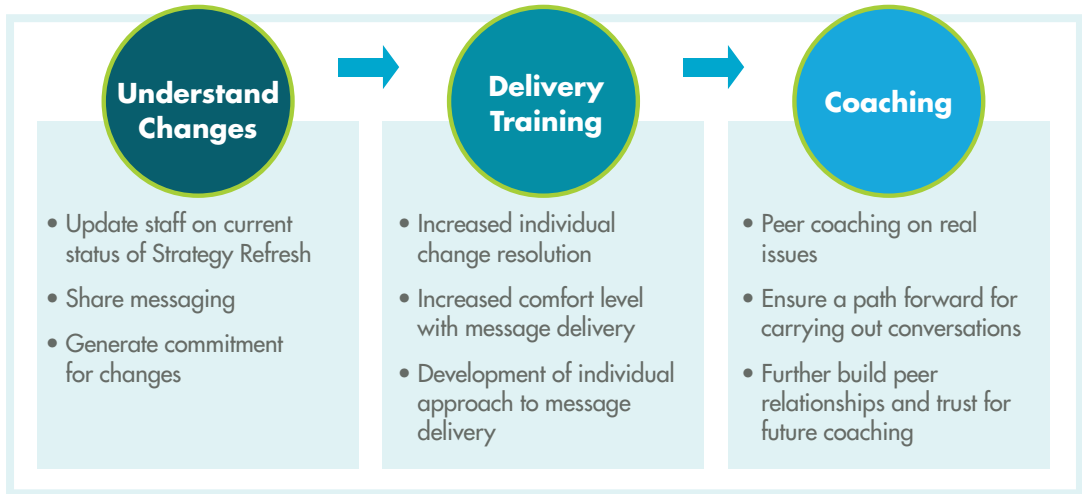 Understand
Changes
• Update staff on current
status of Strategy Refresh
• Share messaging
• Generate commitment
for changes
Delivery
Training
• Increased individual
change resolution
• Increased comfort level
with message delivery
• Development of individual
approach to message
delivery
Coaching
• Peer coaching on real
issues
• Ensure a path forward for
carrying out conversations
• Further build peer
relationships and trust for
future coaching